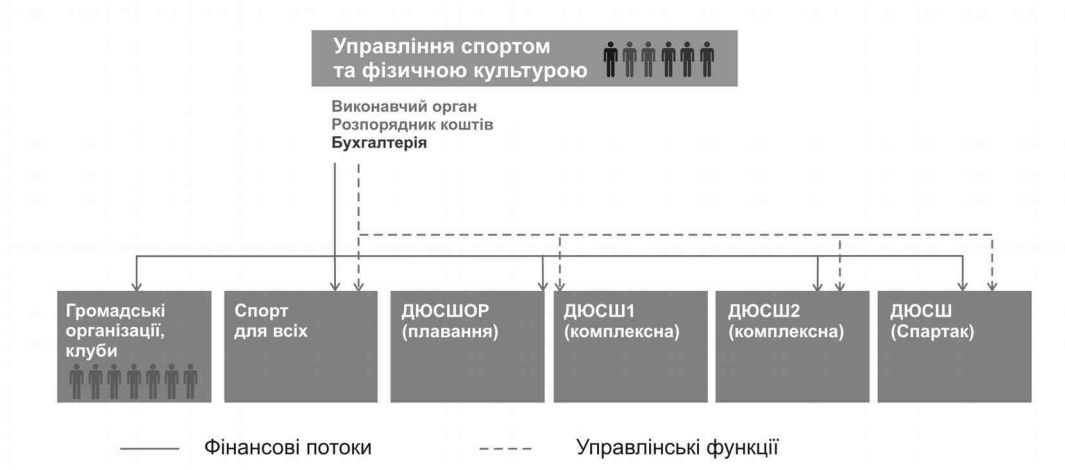 Управління спортом
та фізичною культурою
Виконавчий орган
Розпорядник коштів
Бухгалтерія
Громадські
організації,
клуби
Спорт
для всіх
ДЮСШОР
(плавання)
ДЮСШ1
(комплексна)
ДЮСШ2
(комплексна)
ДЮСШ
(Спартак)
Фінансові потоки
Управлінські функції